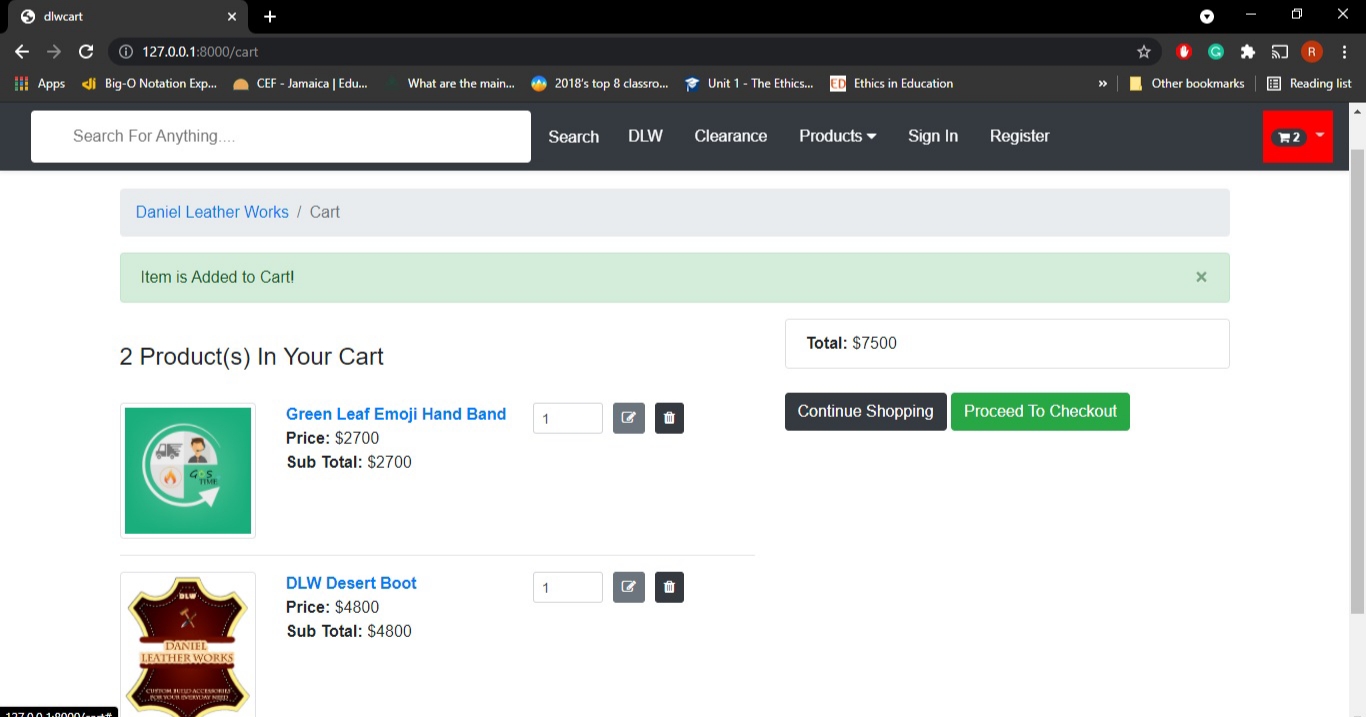 dlwcart
127.0.0.1:8000/cart
R
Apps
Big-O Notation Exp...
CEF - Jamaica | Edu...
What are the main...
2018's top 8 classro...
Unit 1 - The Ethics...
ED Ethics in Education
»
Other bookmarks
Reading list
Search For Anything....
Search
DLW
Clearance
Products
Sign In
Register
2
Daniel Leather Works / Cart
Item is Added to Cart!
×
2 Product(s) In Your Cart
Total: $7500
Continue Shopping
Proceed To Checkout
GAS
TIME
Green Leaf Emoji Hand Band
Price: $2700
Sub Total: $2700
1
DLW
DANIEL
LEATHER WORKS
CUSTOM BUILD ACCESSORIES
FOR YOUR EVERYDAY NEED
DLW Desert Boot
Price: $4800
Sub Total: $4800
1
127.0.0.1:8000/cart#